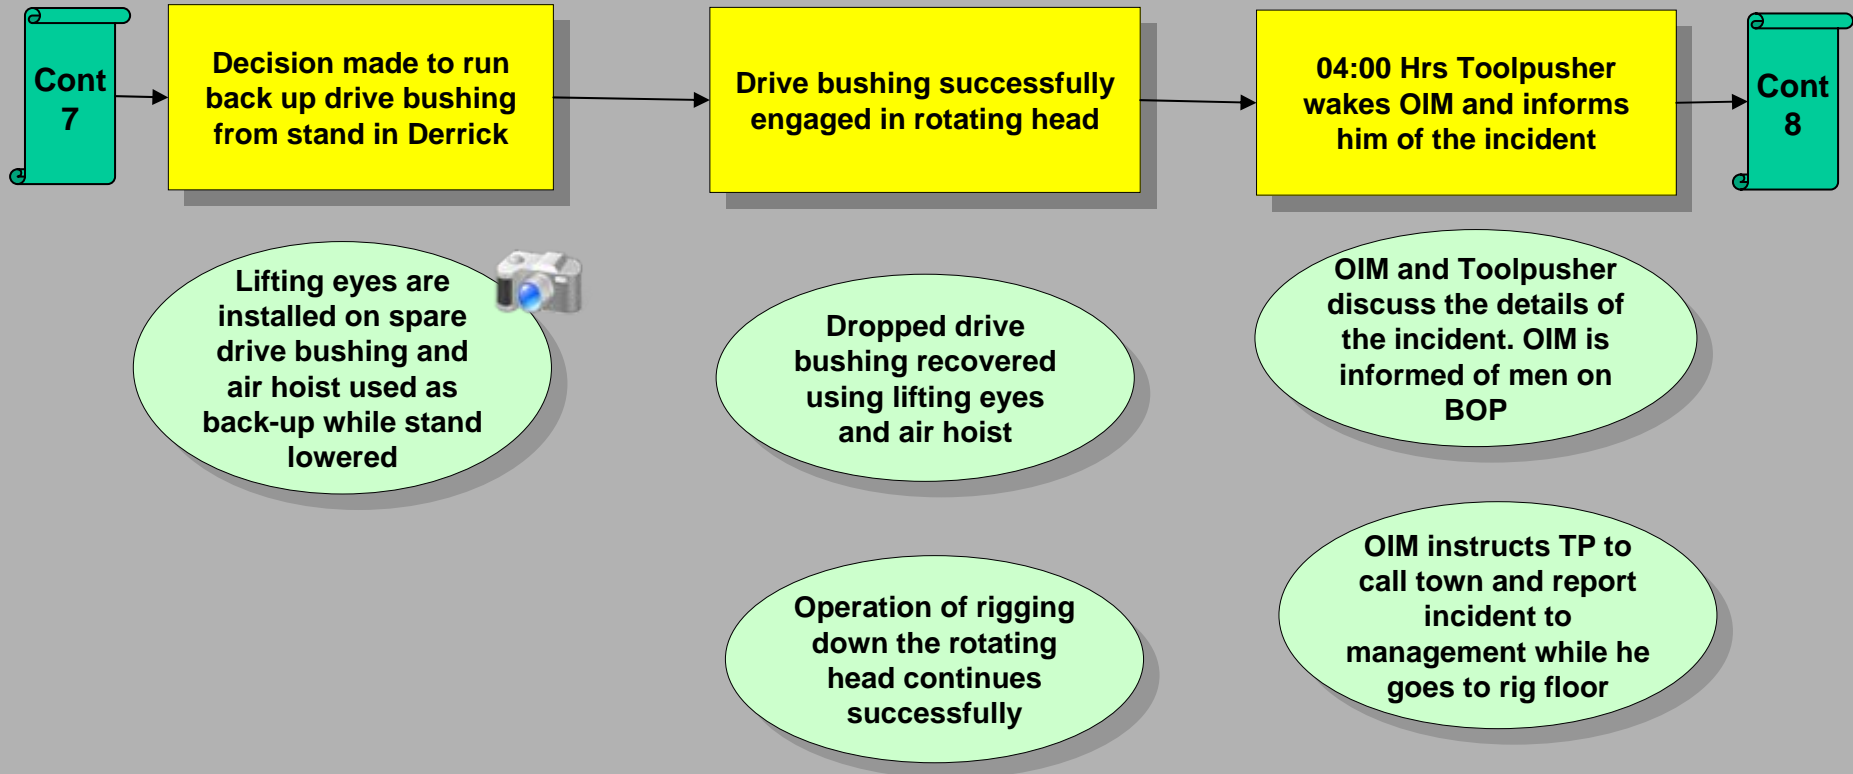 Cont
7
Decision made to run
back up drive bushing
from stand in Derrick
Drive bushing successfully
engaged in rotating head
04:00 Hrs Toolpusher
wakes OIM and informs
him of the incident
Cont
8
Lifting eyes are
installed on spare
drive bushing and
air hoist used as
back-up while stand
lowered
Dropped drive
bushing recovered
using lifting eyes
and air hoist
OIM and Toolpusher
discuss the details of
the incident. OIM is
informed of men on
BOP
Operation of rigging
down the rotating
head continues
successfully
OIM instructs TP to
call town and report
incident to
management while he
goes to rig floor